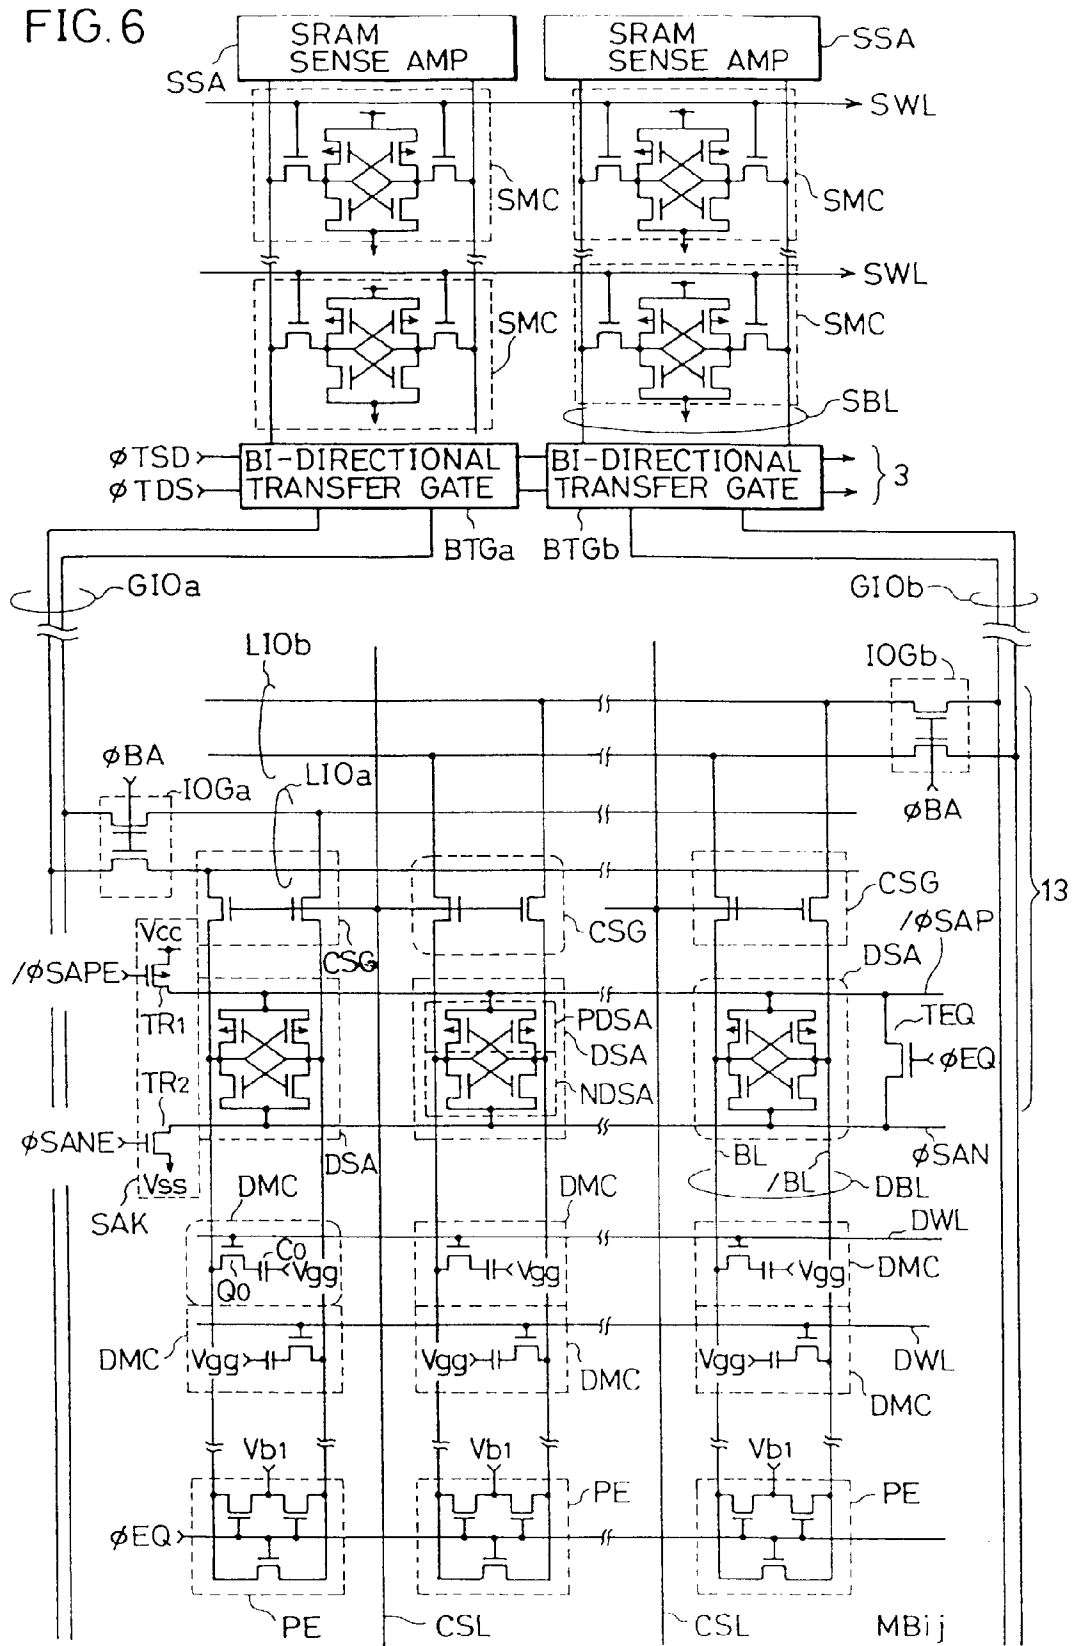 FIG.6
SRAM
SENSE AMP
SRAM
SENSE AMP
SSA
SSA
SWL
SMC
SMC
SWL
SMC
SMC
SBL
φTSD
φTDS
BI-DIRECTIONAL
TRANSFER GATE
BI-DIRECTIONAL
TRANSFER GATE
3
BTGa
BTGb
GIOa
GIOb
LIOb
IOGb
φBA
IOGa
LIOa
φBA
CSG
13
CSG
CSG
/φSAP
Vcc
/φSAPE
DSA
TR1
PDSA
DSA
TEQ
φEQ
NDSA
TR2
φSANE
DSA
BL
φSAN
Vss
/BL
DBL
SAK
DMC
DMC
DWL
Co
Vgg
Qo
Vgg
Vgg
DMC
DMC
Vgg
Vgg
DMC
Vgg
DWL
DMC
Vb1
Vb1
Vb1
PE
PE
φEQ
PE
CSL
CSL
MBij